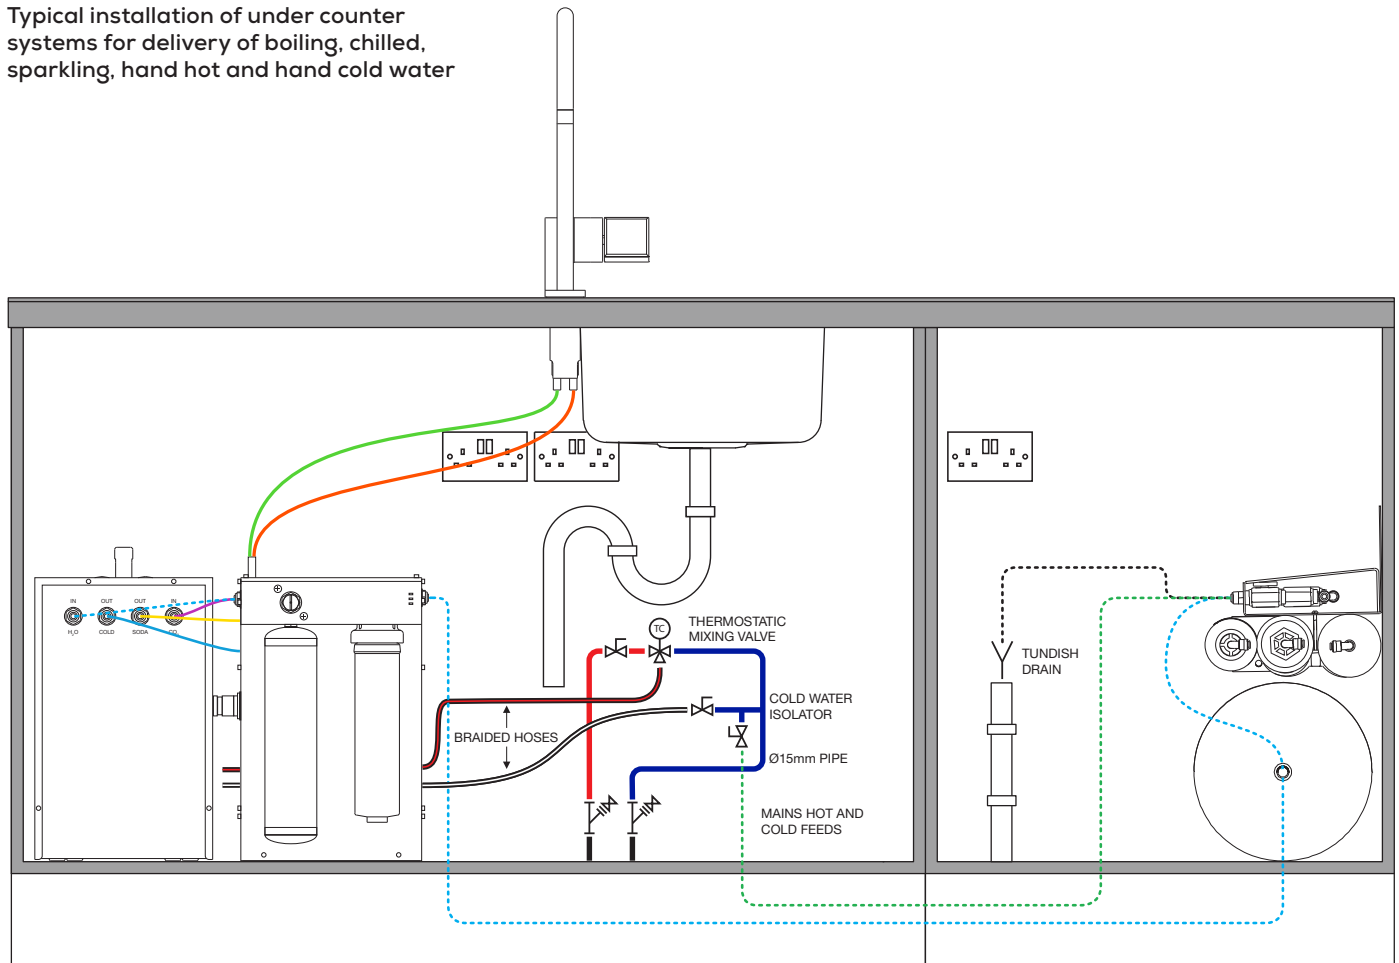 Typical installation of under counter
systems for delivery of boiling, chilled,
sparkling, hand hot and hand cold water
IN
OUT
OUT
IN
H₂O
COLD
SODA
CO₂
TC
THERMOSTATIC
MIXING VALVE
TUNDISH
DRAIN
COLD WATER
ISOLATOR
BRAIDED HOSES
Ø15mm PIPE
MAINS HOT AND
COLD FEEDS